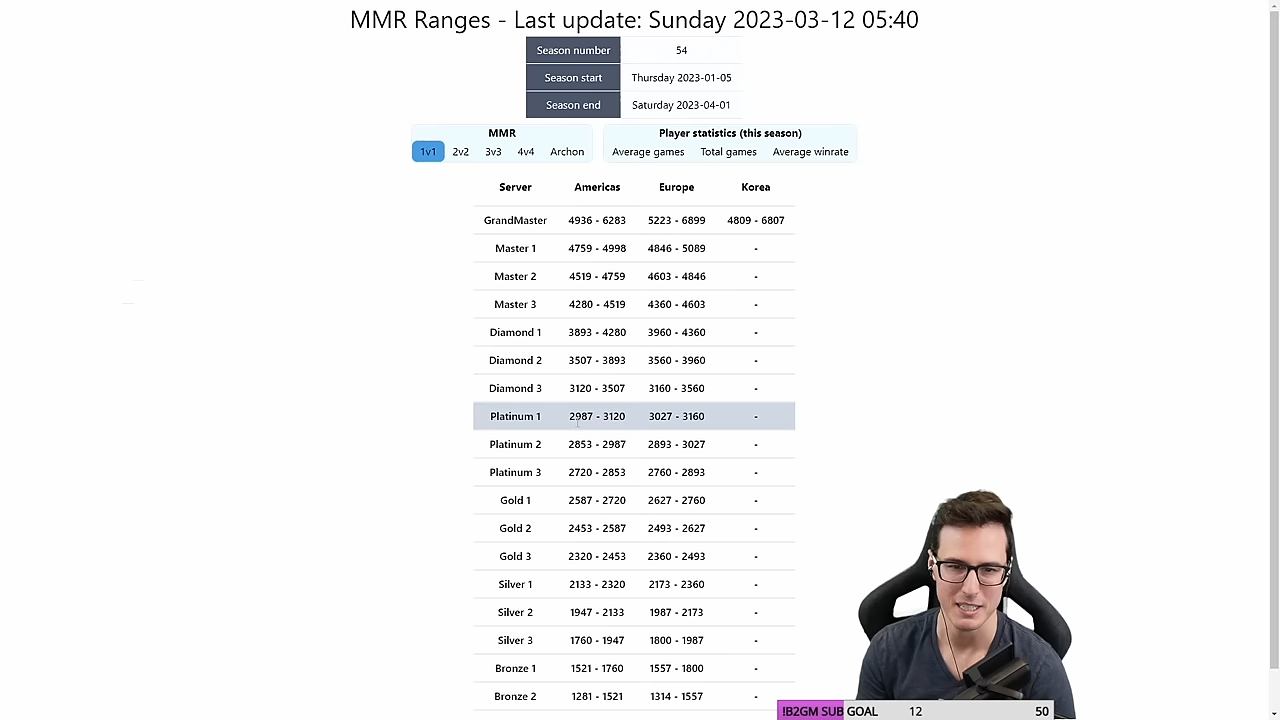 MMR Ranges - Last update: Sunday 2023-03-12 05:40
Season number 54
Season start Thursday 2023-01-05
Season end Saturday 2023-04-01
MMR
1v1 2v2 3v3 4v4 Archon
Player statistics (this season)
Average games Total games Average winrate
Server Americas Europe Korea
GrandMaster 4936 - 6283 5223 - 6899 4809 - 6807
Master 1 4759 - 4998 4846 - 5089 -
Master 2 4519 - 4759 4603 - 4846 -
Master 3 4280 - 4519 4360 - 4603 -
Diamond 1 3893 - 4280 3960 - 4360 -
Diamond 2 3507 - 3893 3560 - 3960 -
Diamond 3 3120 - 3507 3160 - 3560 -
Platinum 1 2987 - 3120 3027 - 3160 -
Platinum 2 2853 - 2987 2893 - 3027 -
Platinum 3 2720 - 2853 2760 - 2893 -
Gold 1 2587 - 2720 2627 - 2760 -
Gold 2 2453 - 2587 2493 - 2627 -
Gold 3 2320 - 2453 2360 - 2493 -
Silver 1 2133 - 2320 2173 - 2360 -
Silver 2 1947 - 2133 1987 - 2173 -
Silver 3 1760 - 1947 1800 - 1987 -
Bronze 1 1521 - 1760 1557 - 1800 -
Bronze 2 1281 - 1521 1314 - 1557 -
!B2GM SUB GOAL 12 50